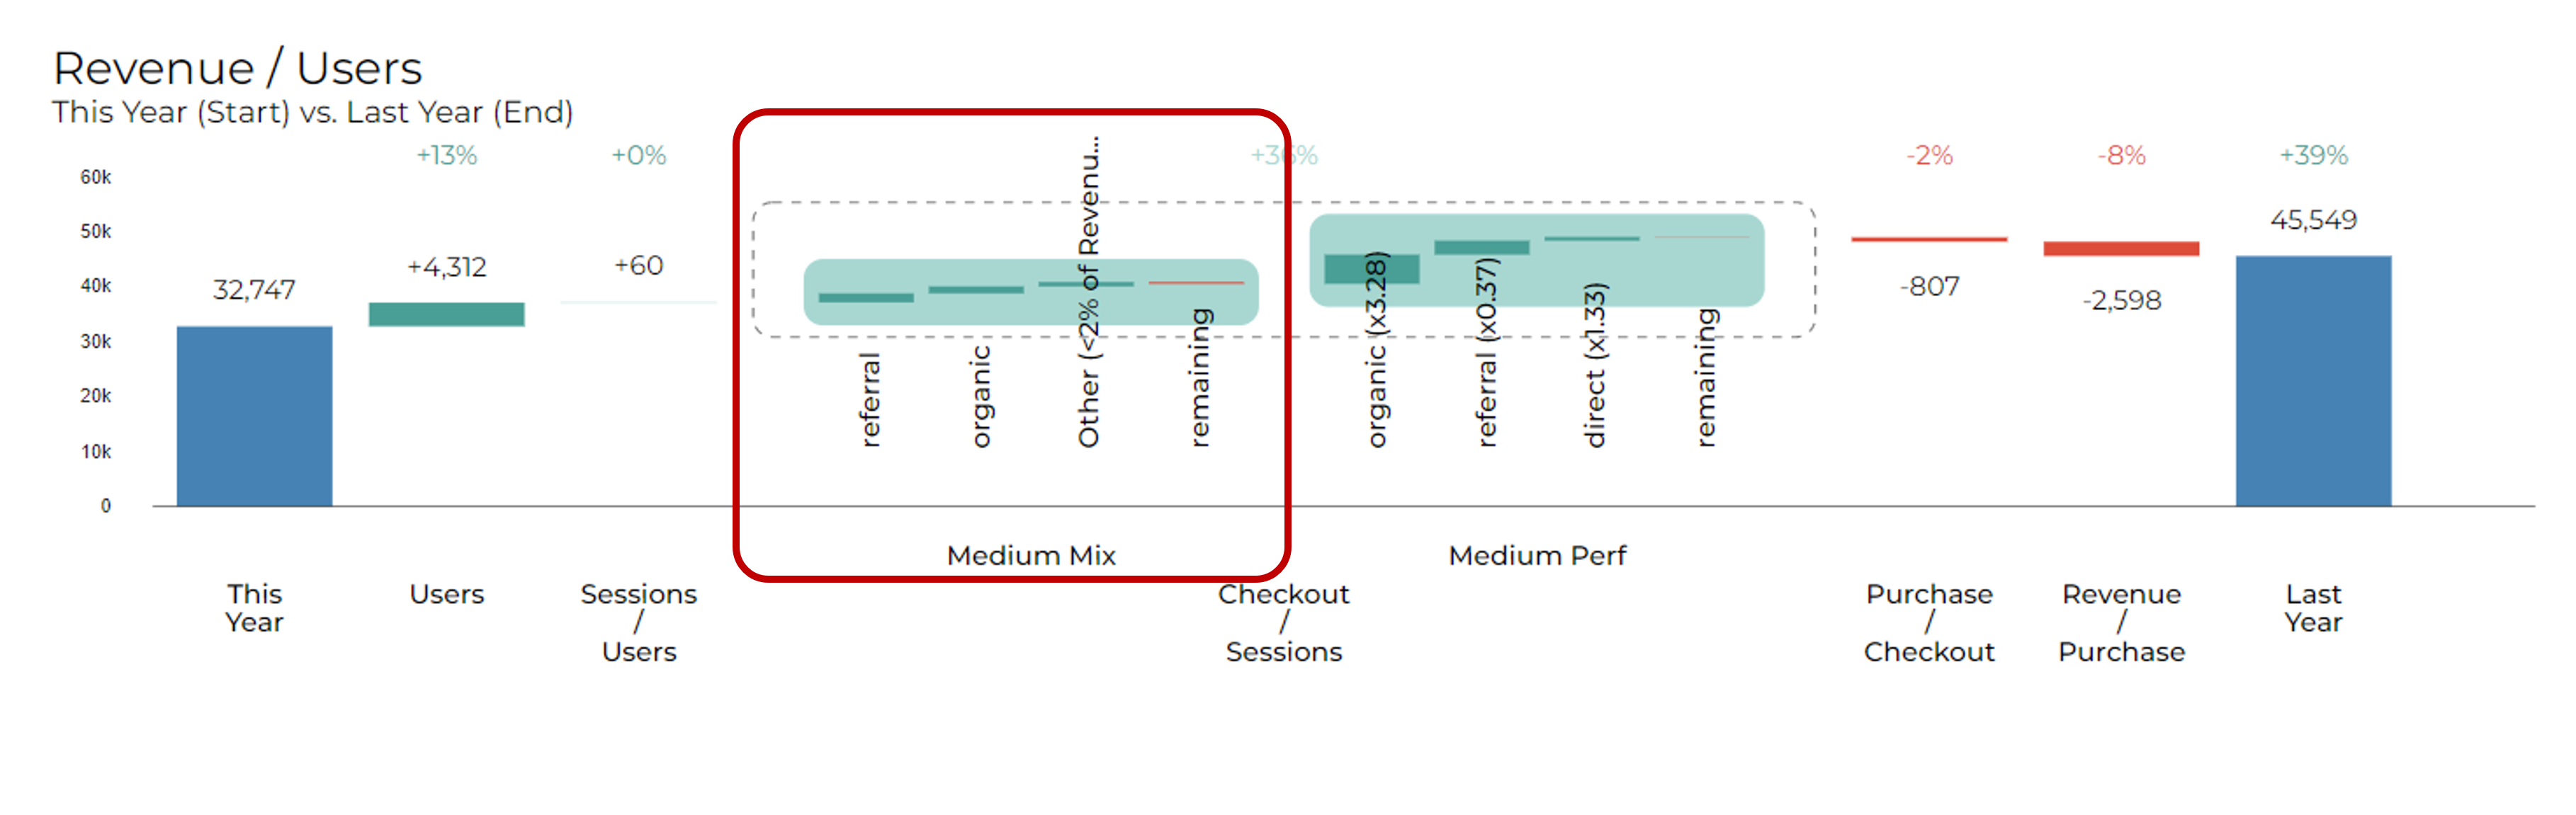 Revenue / Users
This Year (Start) vs. Last Year (End)
+13%
+0%
+36%
-2%
-8%
+39%
60k
50k
40k
30k
20k
10k
0
32,747
+4,312
+60
-807
-2,598
45,549
referral
organic
Other (<2% of Revenu...
remaining
organic (x3.28)
referral (x0.37)
direct (x1.33)
remaining
Medium Mix
Medium Perf
This
Year
Users
Sessions
/
Users
Checkout
/
Sessions
Purchase
/
Checkout
Revenue
/
Purchase
Last
Year